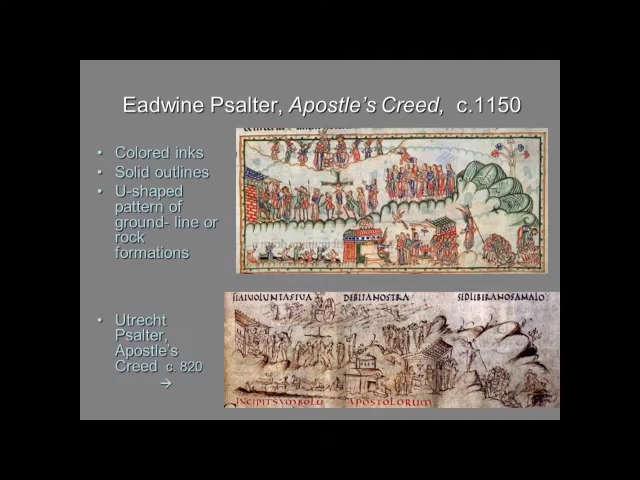 Eadwine Psalter, Apostle's Creed, c.1150
• Colored inks
• Solid outlines
• U-shaped
pattern of
ground- line or
rock
formations
• Utrecht
Psalter,
Apostle's
Creed c. 820
→
FIATUOLUNTASTUA DEBITANOSTRA SEDLIBERANOSAMALO
INCIPITSYMBOLU APOSTOLORUM